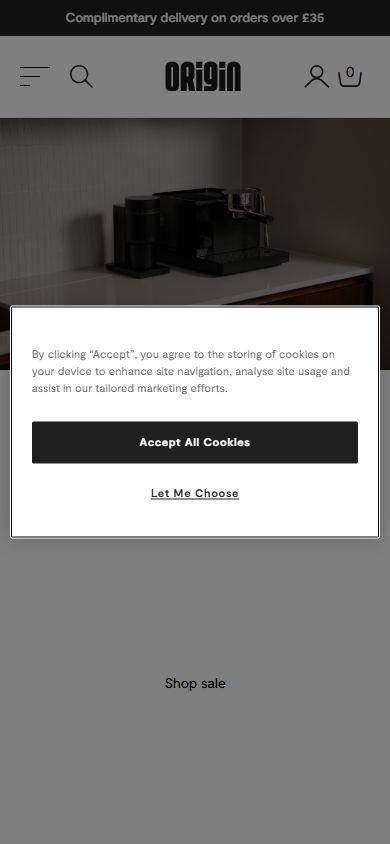 Complimentary delivery on orders over £35
ORiginn
0
By clicking “Accept”, you agree to the storing of cookies on
your device to enhance site navigation, analyse site usage and
assist in our tailored marketing efforts.
Accept All Cookies
Let Me Choose
Shop sale